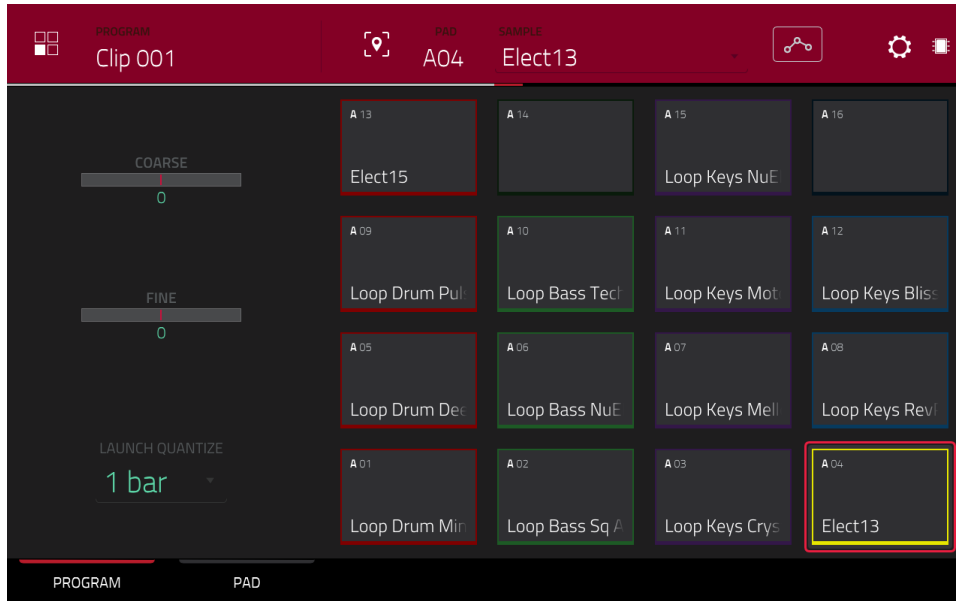 PROGRAM
Clip 001
PAD
A04
SAMPLE
Elect13
COARSE
0
FINE
0
LAUNCH QUANTIZE
1 bar
A 13
Elect15
A 14
A 15
Loop Keys NuE
A 16
A 09
Loop Drum Pul
A 10
Loop Bass Tech
A 11
Loop Keys Mot
A 12
Loop Keys Bliss
A 05
Loop Drum Dee
A 06
Loop Bass NuE
A 07
Loop Keys Mell
A 08
Loop Keys Rev
A 01
Loop Drum Min
A 02
Loop Bass Sq A
A 03
Loop Keys Crys
A 04
Elect13
PROGRAM
PAD